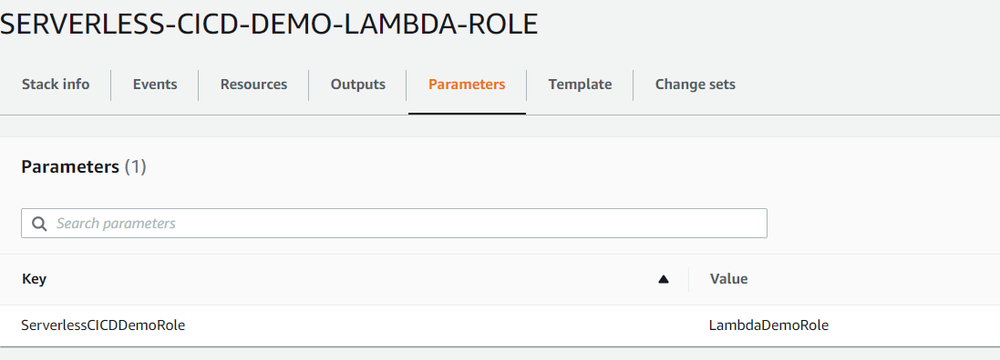 SERVERLESS-CICD-DEMO-LAMBDA-ROLE
Stack info Events Resources Outputs Parameters Template Change sets
Parameters (1)
Search parameters
Key Value
ServerlessCICDDemoRole LambdaDemoRole